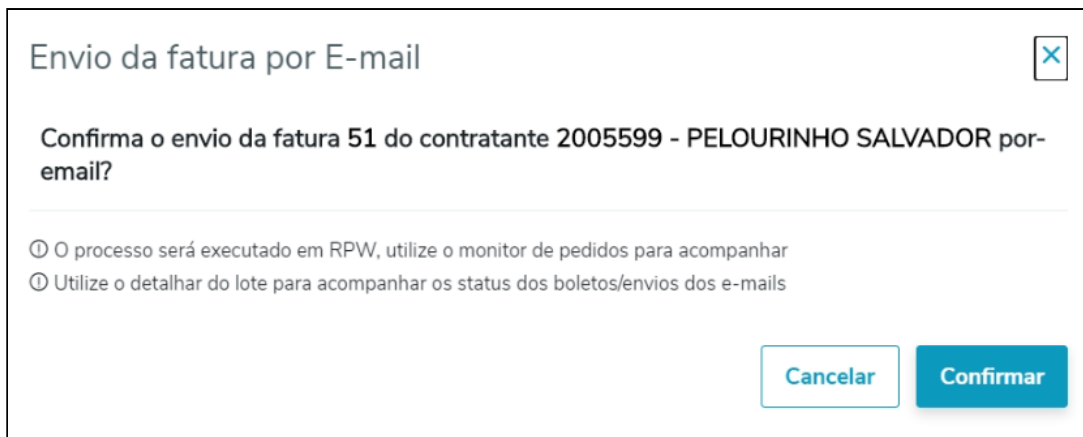 Envio da fatura por E-mail
Confirma o envio da fatura 51 do contratante 2005599 - PELOURINHO SALVADOR por-
email?
O processo será executado em RPW, utilize o monitor de pedidos para acompanhar
Utilize o detalhar do lote para acompanhar os status dos boletos/envios dos e-mails
Cancelar
Confirmar